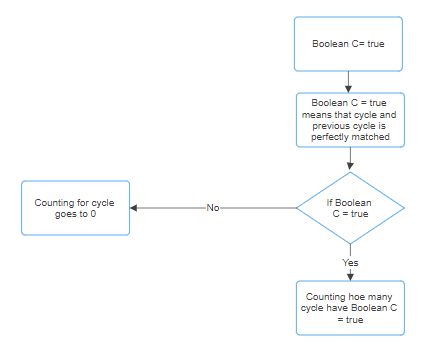 Boolean C= true
Boolean C = true
means that cycle and
previous cycle is
perfectly matched
If Boolean
C = true
No
Counting for cycle
goes to 0
Yes
Counting hoe many
cycle have Boolean C
= true